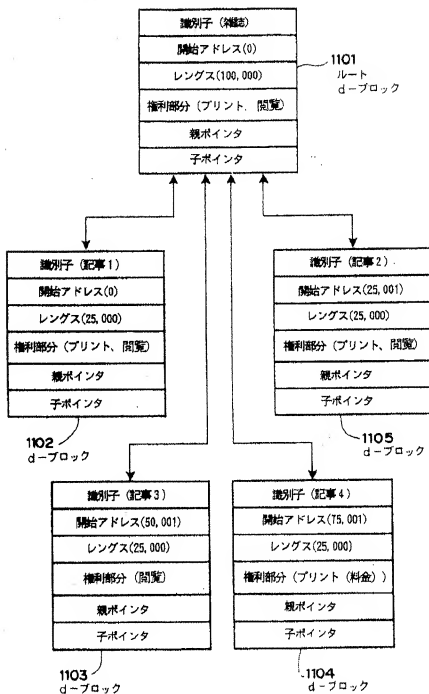 識別子 (雑誌)
開始アドレス(0)
レングス(100,000)
権利部分 (プリント、閲覧)
親ポインタ
子ポインタ
1101
ルート
d-ブロック
識別子 (記事1)
開始アドレス(0)
レングス(25,000)
権利部分 (プリント、閲覧)
親ポインタ
子ポインタ
1102
d-ブロック
識別子 (記事2)
開始アドレス(25,001)
レングス(25,000)
権利部分 (プリント、閲覧)
親ポインタ
子ポインタ
1105
d-ブロック
識別子 (記事3)
開始アドレス(50,001)
レングス(25,000)
権利部分 (閲覧)
親ポインタ
子ポインタ
1103
d-ブロック
識別子 (記事4)
開始アドレス(75,001)
レングス(25,000)
権利部分 (プリント (料金))
親ポインタ
子ポインタ
1104
d-ブロック